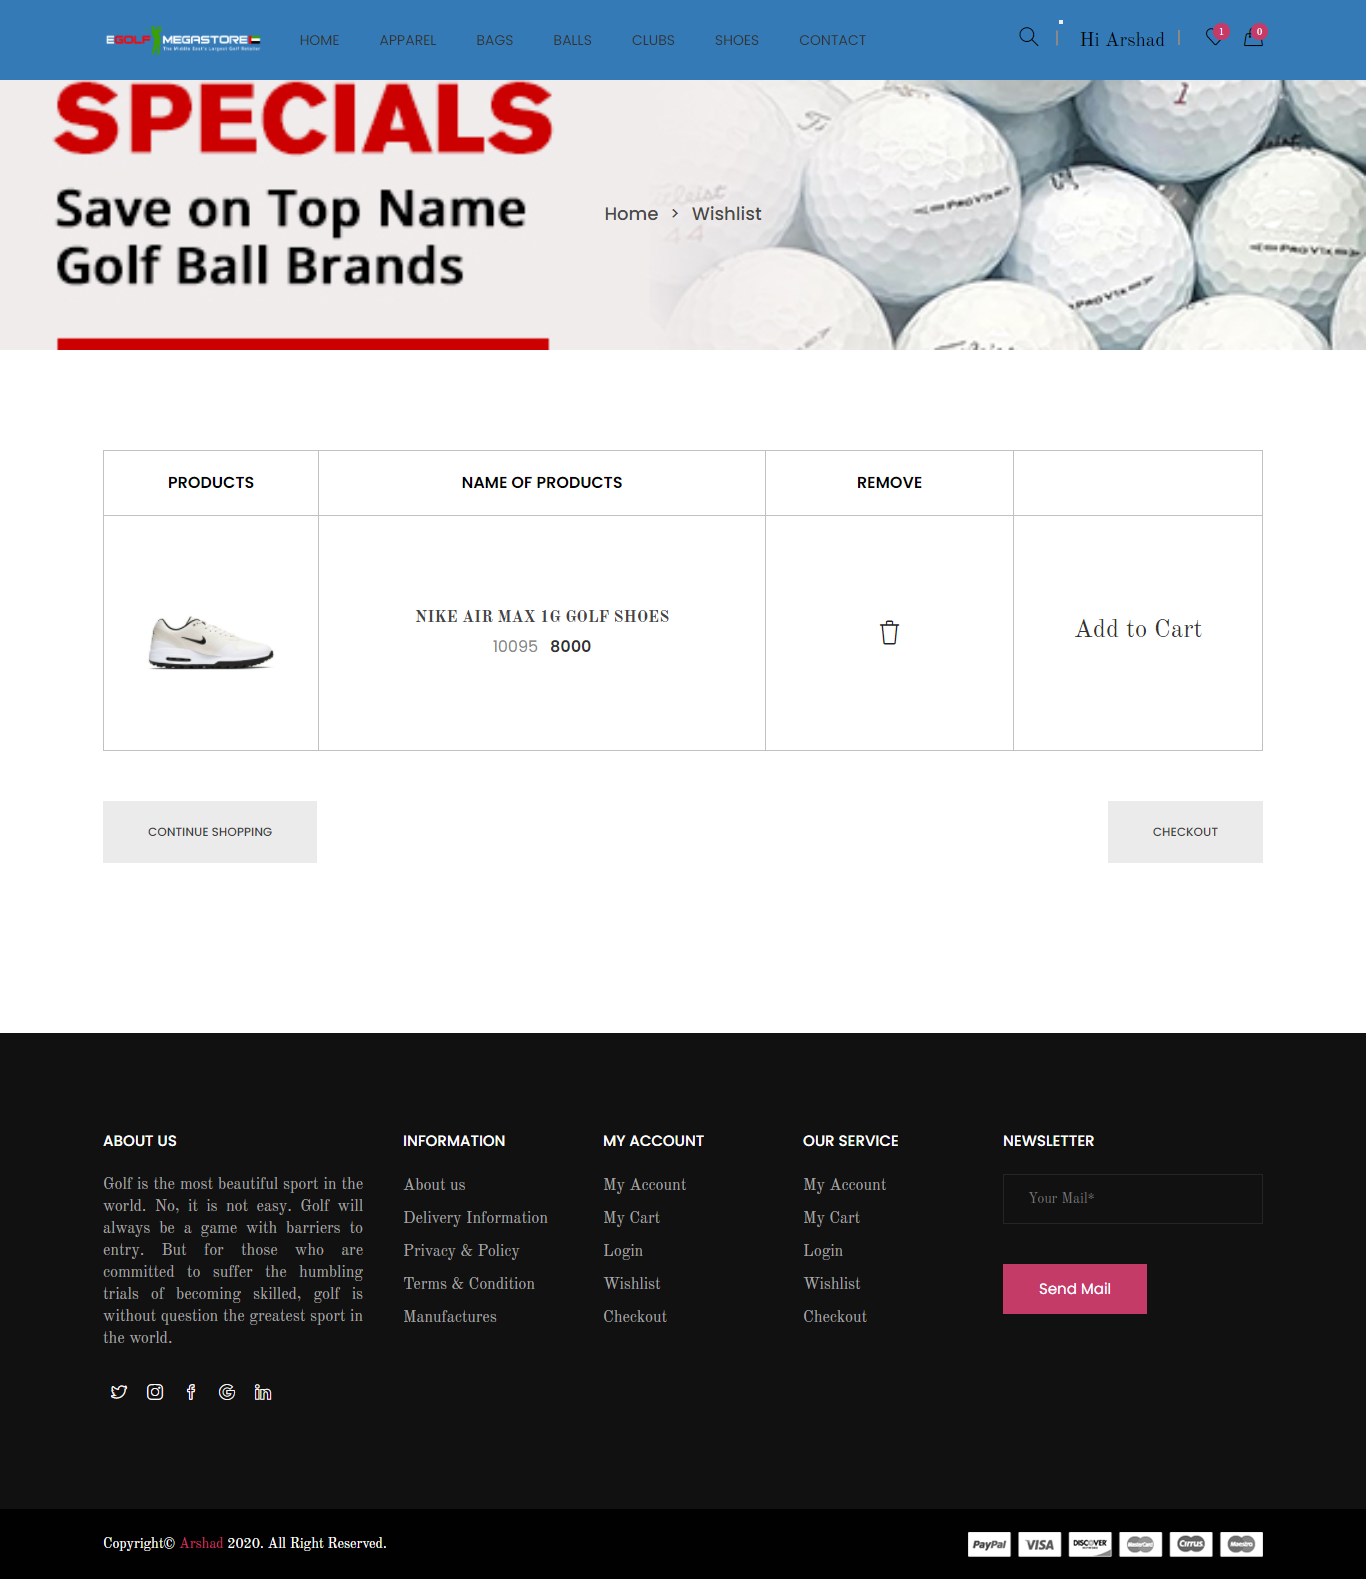 EGOLF MEGASTORE
The Middle East's Largest Golf Retailer
HOME
APPAREL
BAGS
BALLS
CLUBS
SHOES
CONTACT
Hi Arshad
1
0
SPECIALS
Save on Top Name
Golf Ball Brands
Home > Wishlist
PRO V1x
PRO V1x
PRO V1x
PRODUCTS
NAME OF PRODUCTS
REMOVE
NIKE AIR MAX 1G GOLF SHOES
10095 8000
Add to Cart
CONTINUE SHOPPING
CHECKOUT
ABOUT US
Golf is the most beautiful sport in the
world. No, it is not easy. Golf will
always be a game with barriers to
entry. But for those who are
committed to suffer the humbling
trials of becoming skilled, golf is
without question the greatest sport in
the world.
INFORMATION
About us
Delivery Information
Privacy & Policy
Terms & Condition
Manufactures
MY ACCOUNT
My Account
My Cart
Login
Wishlist
Checkout
OUR SERVICE
My Account
My Cart
Login
Wishlist
Checkout
NEWSLETTER
Your Mail*
Send Mail
Copyright© Arshad 2020. All Right Reserved.
PayPal
VISA
DISCOVER
MasterCard
Cirrus
Maestro